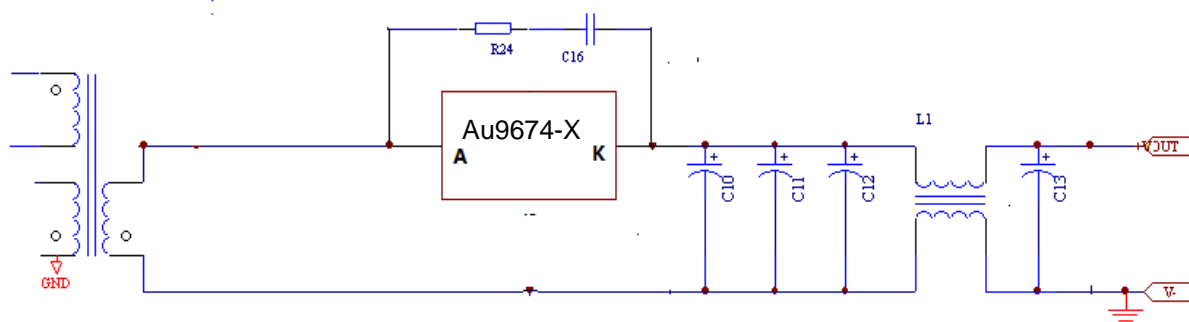 R24
C16
Au9674-X
A
K
L1
C10
C11
C12
C13
+VOUT
V-
GND